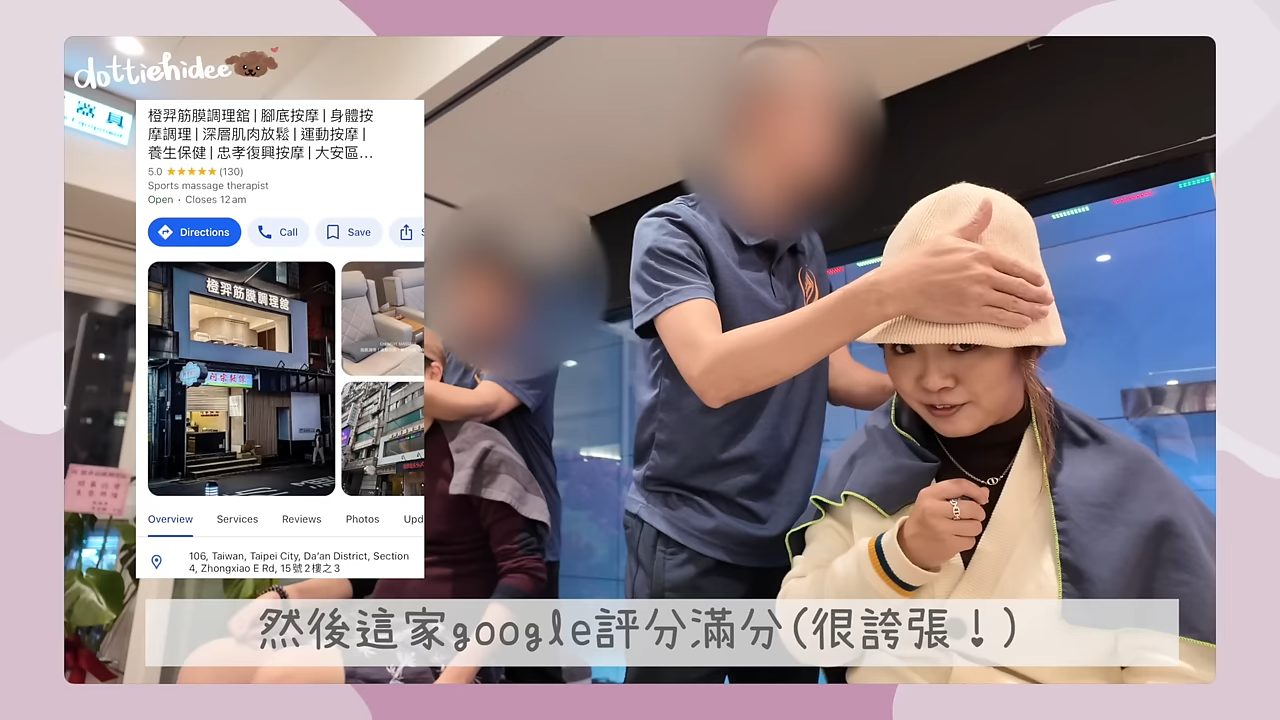 dottiehidee
器具
橙羿筋膜調理舘 | 腳底按摩 | 身體按
摩調理 | 深層肌肉放鬆 | 運動按摩 |
養生保健 | 忠孝復興按摩 | 大安區...
5.0 ★★★★★ (130)
Sports massage therapist
Open · Closes 12 am
Directions
Call
Save
橙羿筋膜調理舘
Overview
Services
Reviews
Photos
Upd
106, Taiwan, Taipei City, Da'an District, Section
4, Zhongxiao E Rd, 15號2樓之3
然後這家google評分滿分(很誇張！)